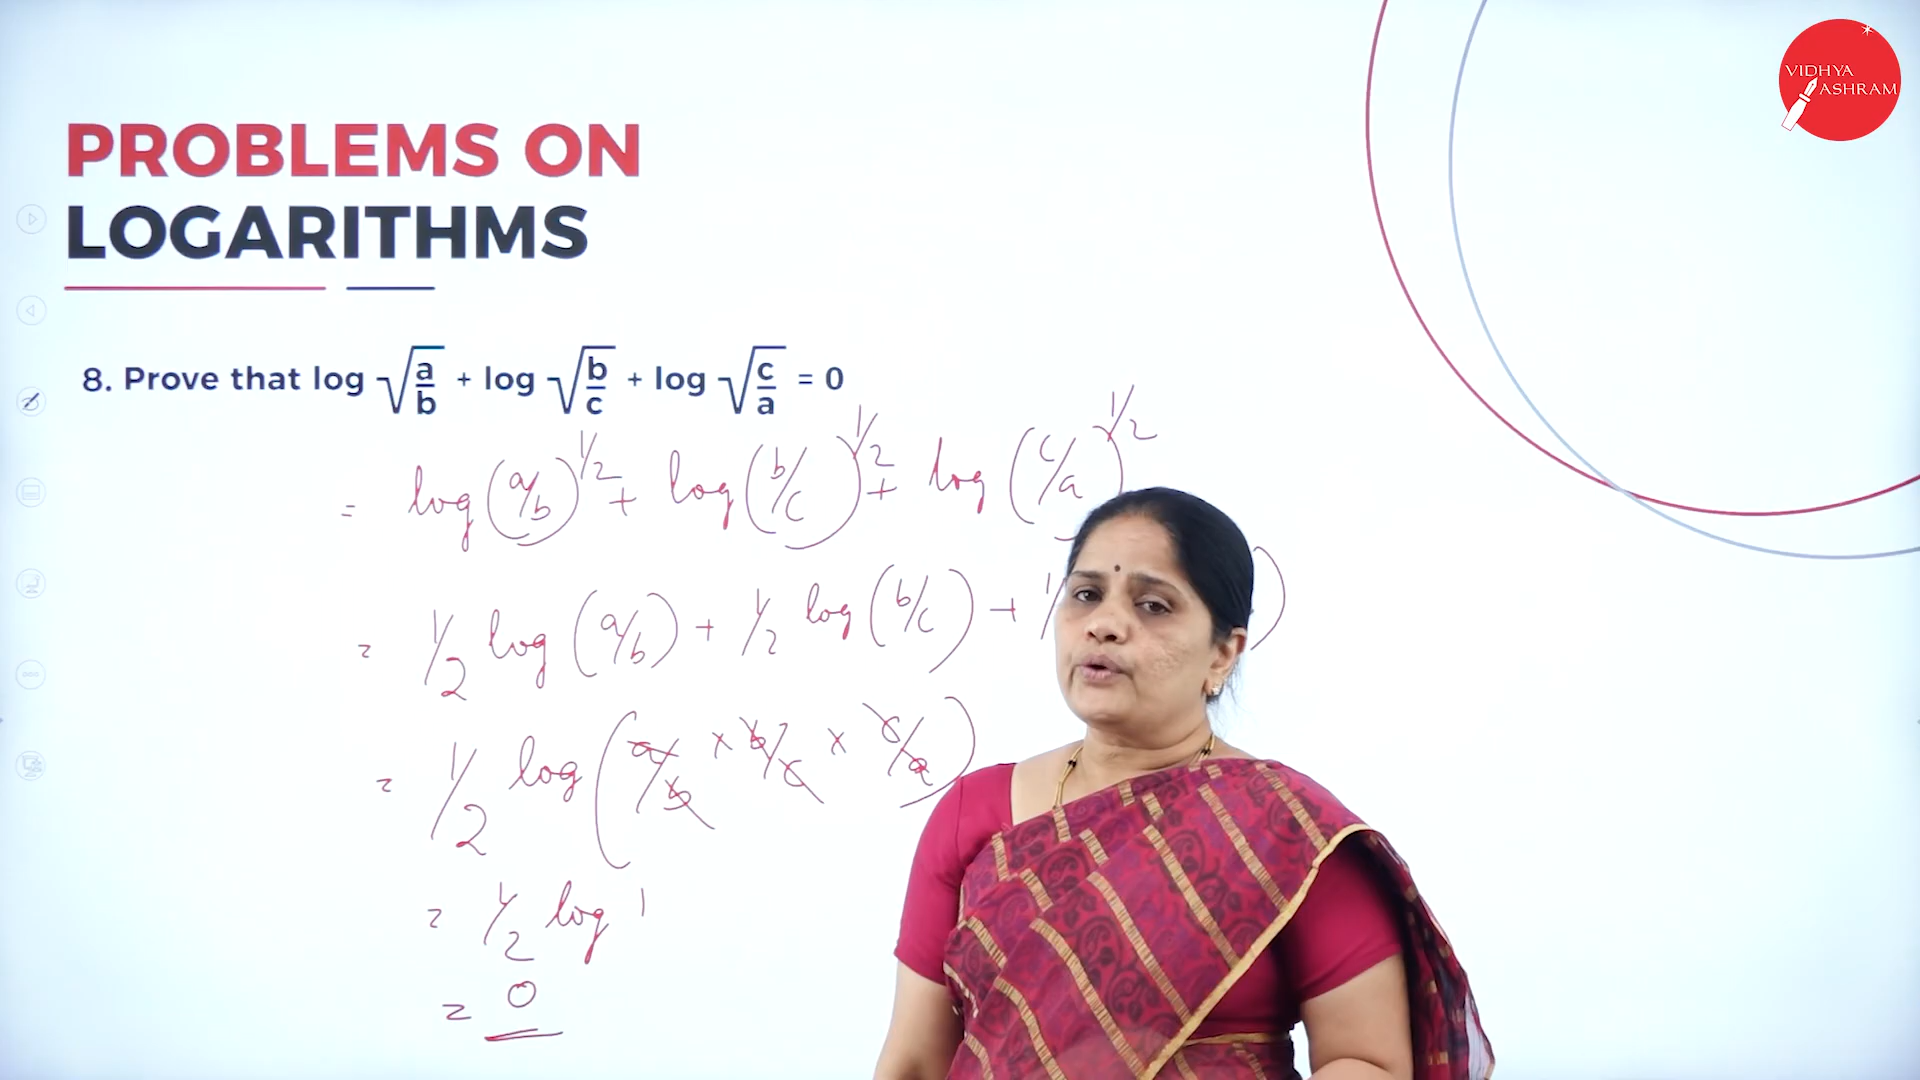 VIDHYA
ASHRAM
PROBLEMS ON
LOGARITHMS
8. Prove that log √(a/b) + log √(b/c) + log √(c/a) = 0
= log (a/b)^1/2 + log (b/c)^1/2 + log (c/a)^1/2
= 1/2 log (a/b) + 1/2 log (b/c) + 1/ )
= 1/2 log (a/b × b/c × c/a)
= 1/2 log 1
= 0